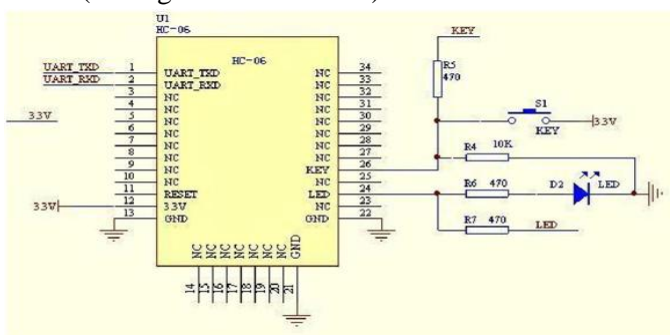 U1
HC-06
HC-06
UART_TXD 1 UART_TXD NC 34
UART_RXD 2 UART_RXD NC 33
3 NC NC 32
4 NC NC 31
3.3V 5 NC NC 30
6 NC NC 29
7 NC NC 28
8 NC NC 27
9 NC KEY 26
10 NC NC 25
11 RESET LED 24
3.3V 12 3.3V NC 23
13 GND GND 22
NC NC NC NC NC NC NC GND
14 15 16 17 18 19 20 21
KEY
R5
470
S1
KEY
3.3V
R4 10K
R6 470 D2 LED
R7 470 LED